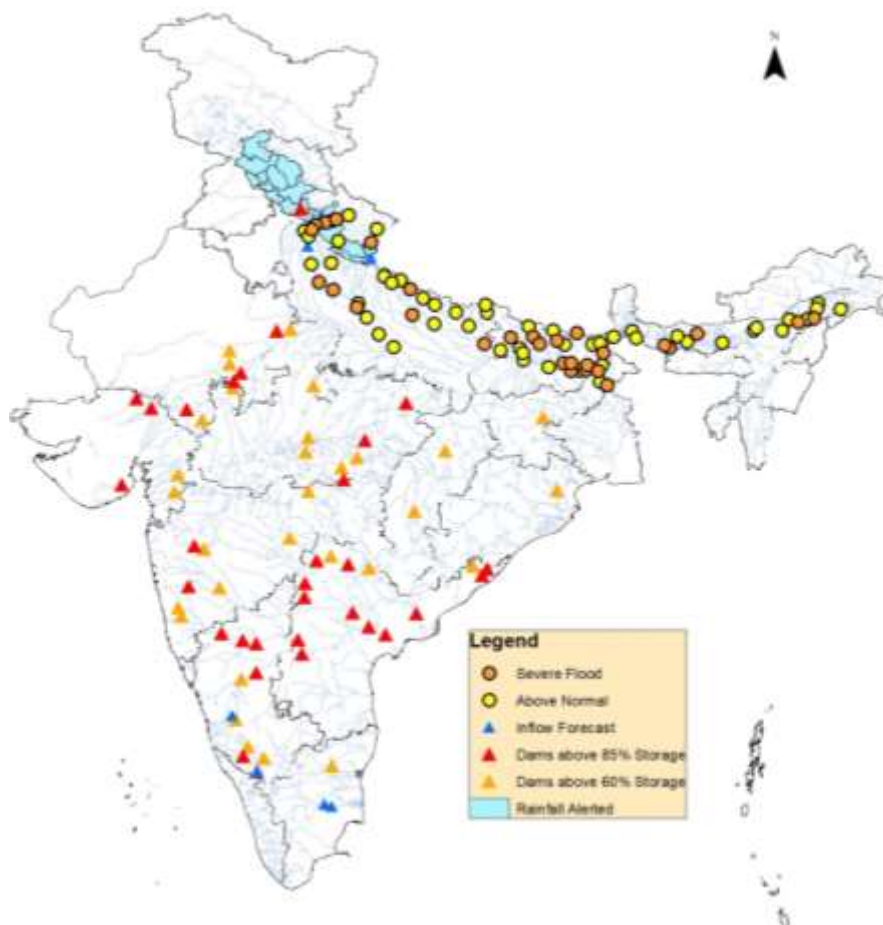 N
Legend
Severe Flood
Above Normal
Inflow Forecast
Dams above 85% Storage
Dams above 60% Storage
Rainfall Alerted